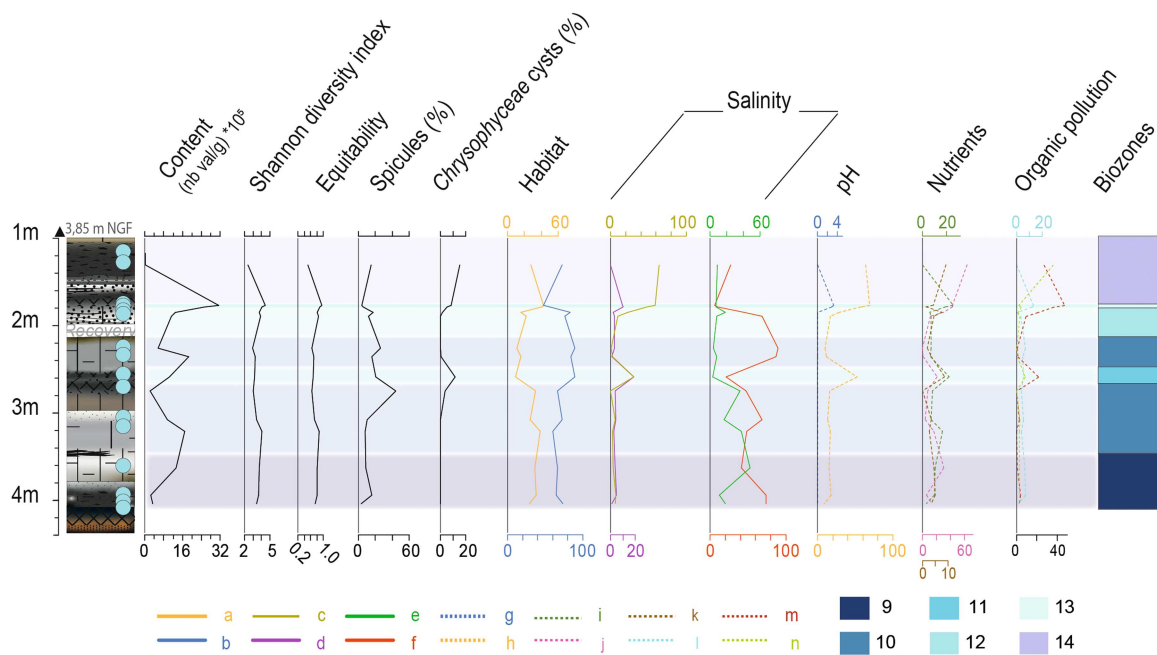 Content
(nb val/g) *10⁵
Shannon diversity index
Equitability
Spicules (%)
Chrysophyceae cysts (%)
Habitat
Salinity
pH
Nutrients
Organic pollution
Biozones
3,85 m NGF
0 60
0 100
0 60
0 4
0 20
0 20
1m
2m
Recovery
3m
4m
0 16 32
2 5
0.2 1.0
0 60
0 20
0 100
0 20
0 100
0 100
0 60
0 50
0 10
a c e g i k m
9 11 13
b d f h j l n
10 12 14